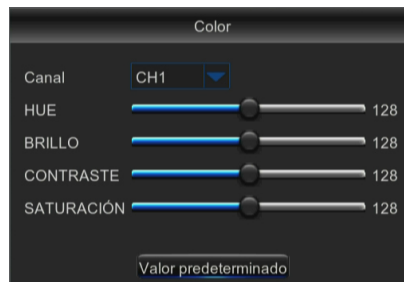 Color
Canal CH1
HUE 128
BRILLO 128
CONTRASTE 128
SATURACIÓN 128
Valor predeterminado